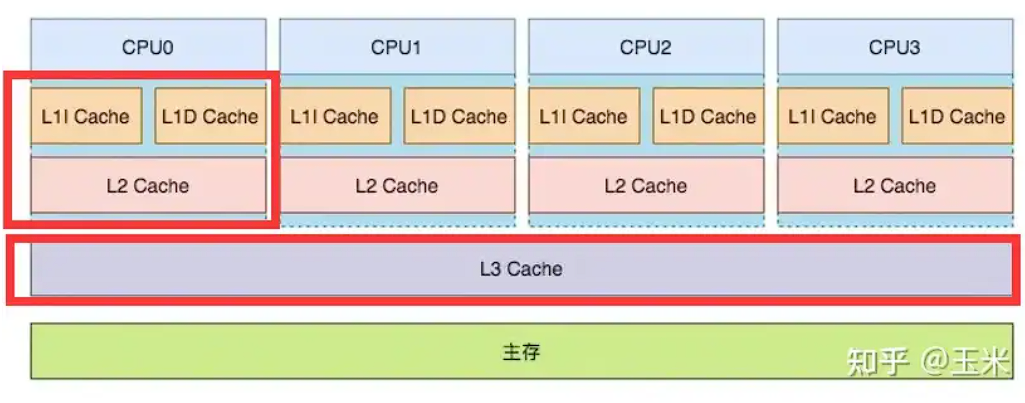 CPU0 CPU1 CPU2 CPU3
L1I Cache L1D Cache L1I Cache L1D Cache L1I Cache L1D Cache L1I Cache L1D Cache
L2 Cache L2 Cache L2 Cache L2 Cache
L3 Cache
主存
知乎 @玉米